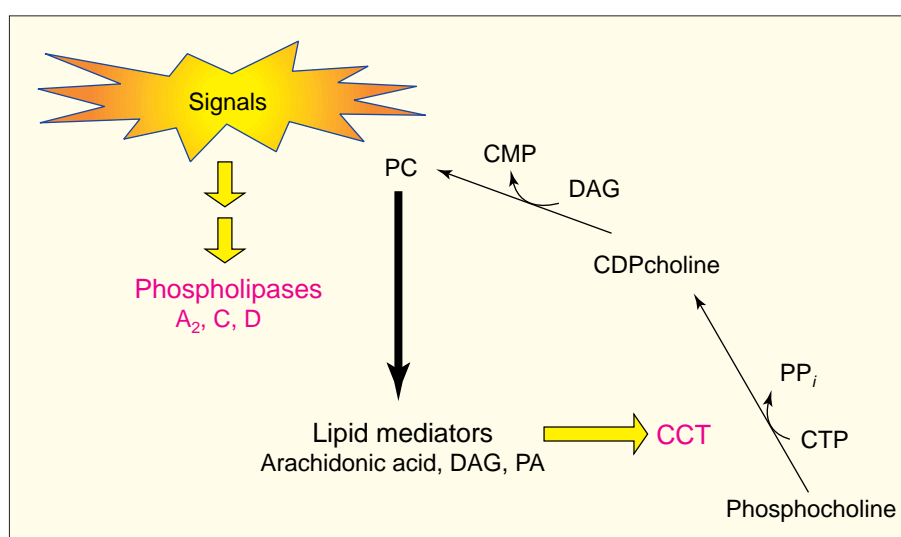 Signals
PC
CMP
DAG
CDPcholine
Phospholipases
A₂, C, D
PPᵢ
Lipid mediators
CCT
CTP
Arachidonic acid, DAG, PA
Phosphocholine